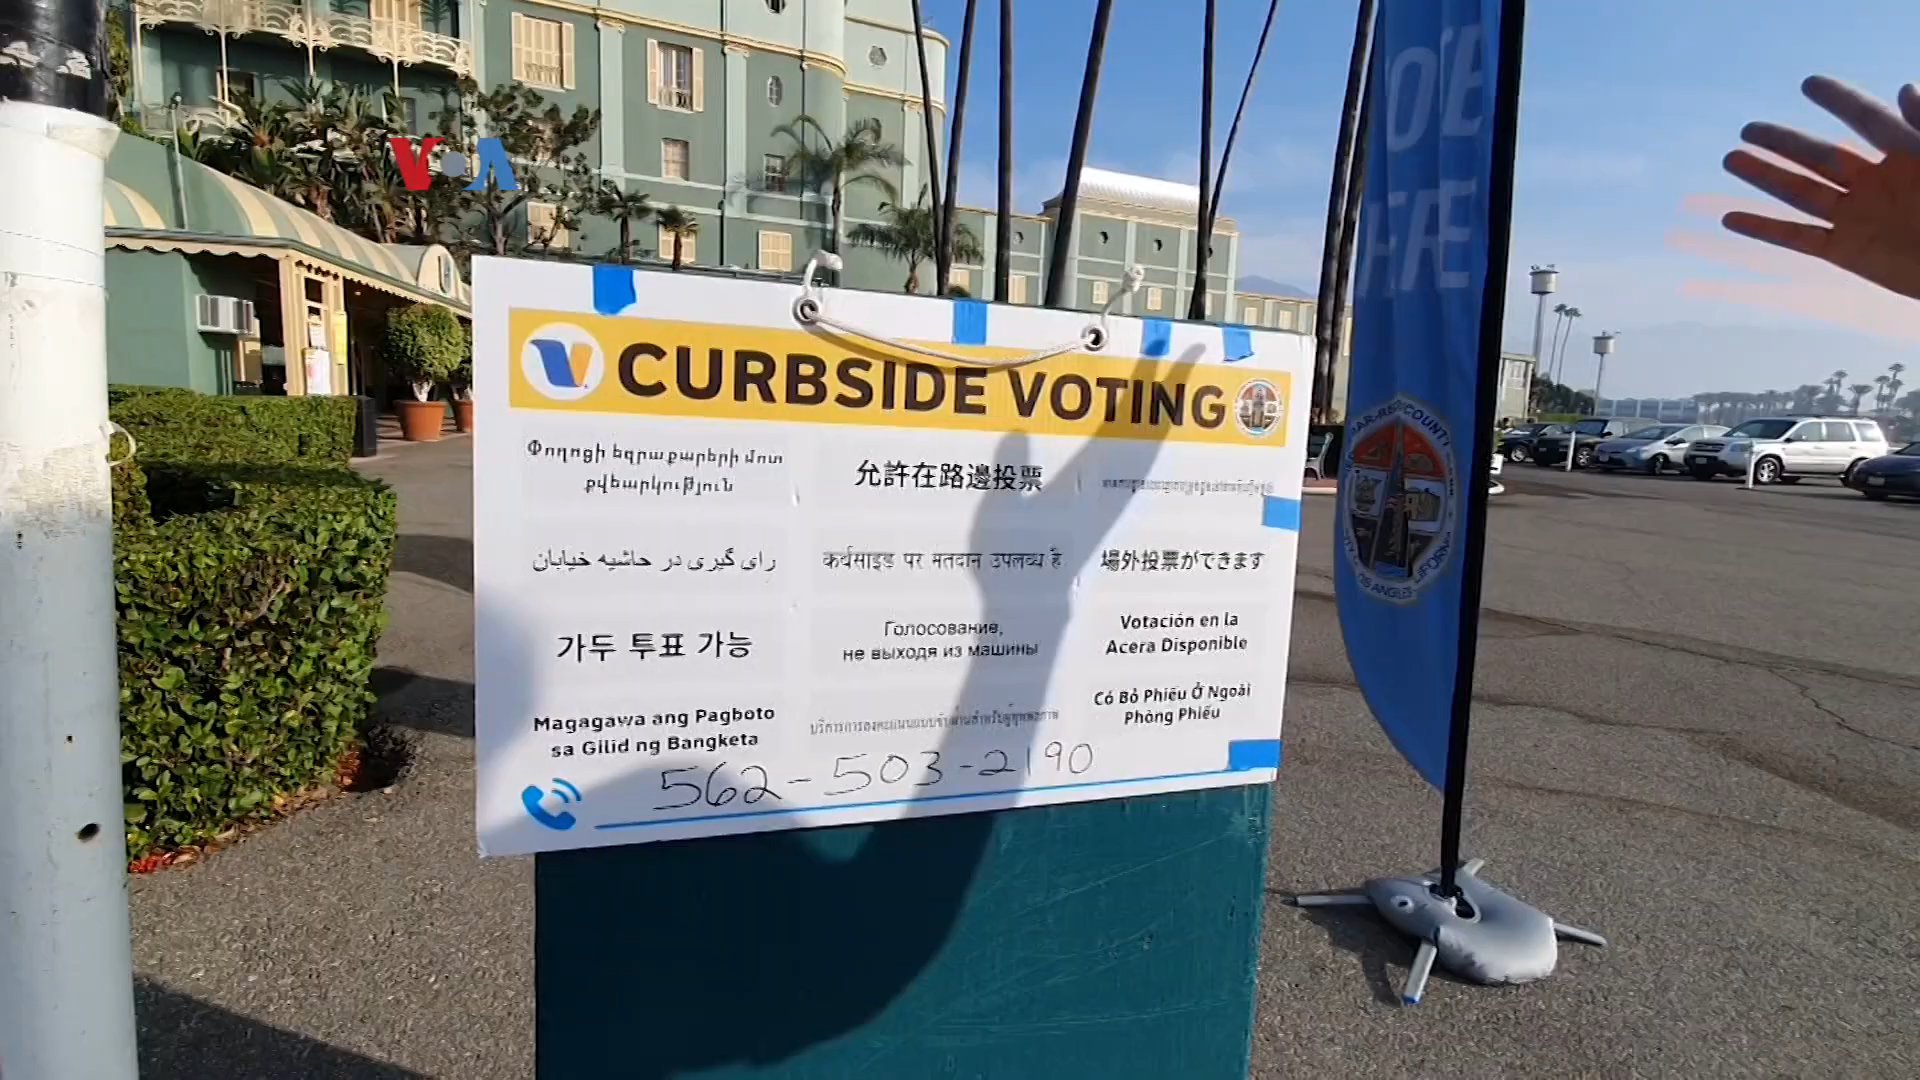 VOA
CURBSIDE VOTING
Փողոցի եզրաքարերի մոտ
քվեարկություն
允許在路邊投票
رای گیری در حاشیه خیابان
कर्बसाइड पर मतदान उपलब्ध है
場外投票ができます
가두 투표 가능
Голосование,
не выходя из машины
Votación en la
Acera Disponible
Magagawa ang Pagboto
sa Gilid ng Bangketa
Có Bỏ Phiếu Ở Ngoài
Phòng Phiếu
562-503-2190